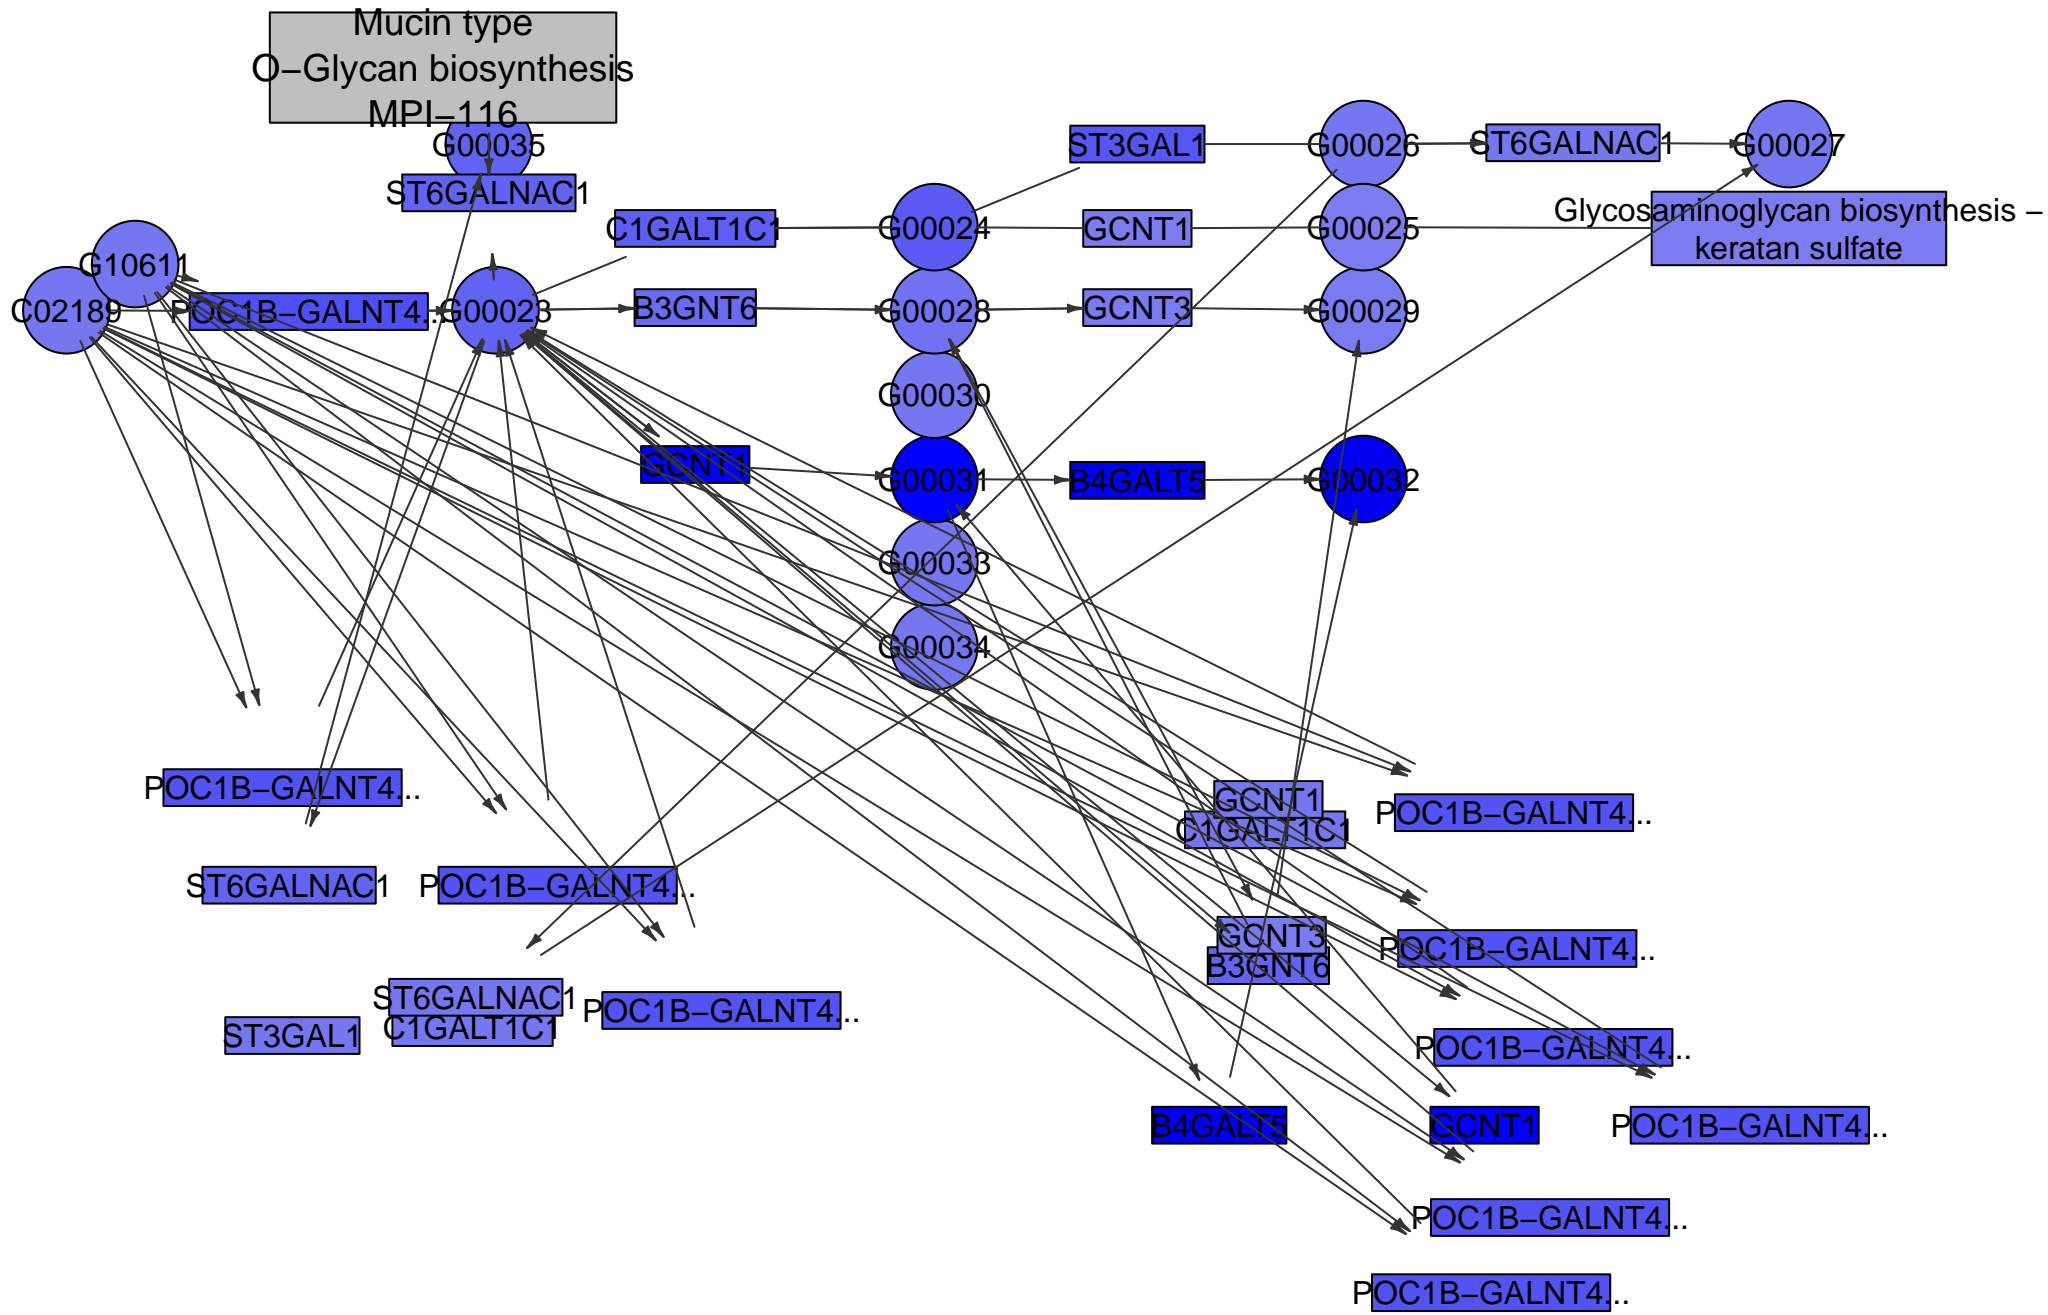 Mucin type
O−Glycan biosynthesis
MPI−116
G00035
ST3GAL1
G00026
ST6GALNAC1
G00027
ST6GALNAC1
C1GALT1C1
G00024
GCNT1
G00025
Glycosaminoglycan biosynthesis −
keratan sulfate
G10611
C02189
POC1B−GALNT4...
G00023
B3GNT6
G00028
GCNT3
G00029
G00030
GCNT1
G00031
B4GALT5
G00032
G00033
G00034
POC1B−GALNT4...
GCNT1
C1GALT1C1
POC1B−GALNT4...
ST6GALNAC1
POC1B−GALNT4...
GCNT3
B3GNT6
POC1B−GALNT4...
ST6GALNAC1
C1GALT1C1
ST3GAL1
POC1B−GALNT4...
POC1B−GALNT4...
B4GALT5
GCNT1
POC1B−GALNT4...
POC1B−GALNT4...
POC1B−GALNT4...